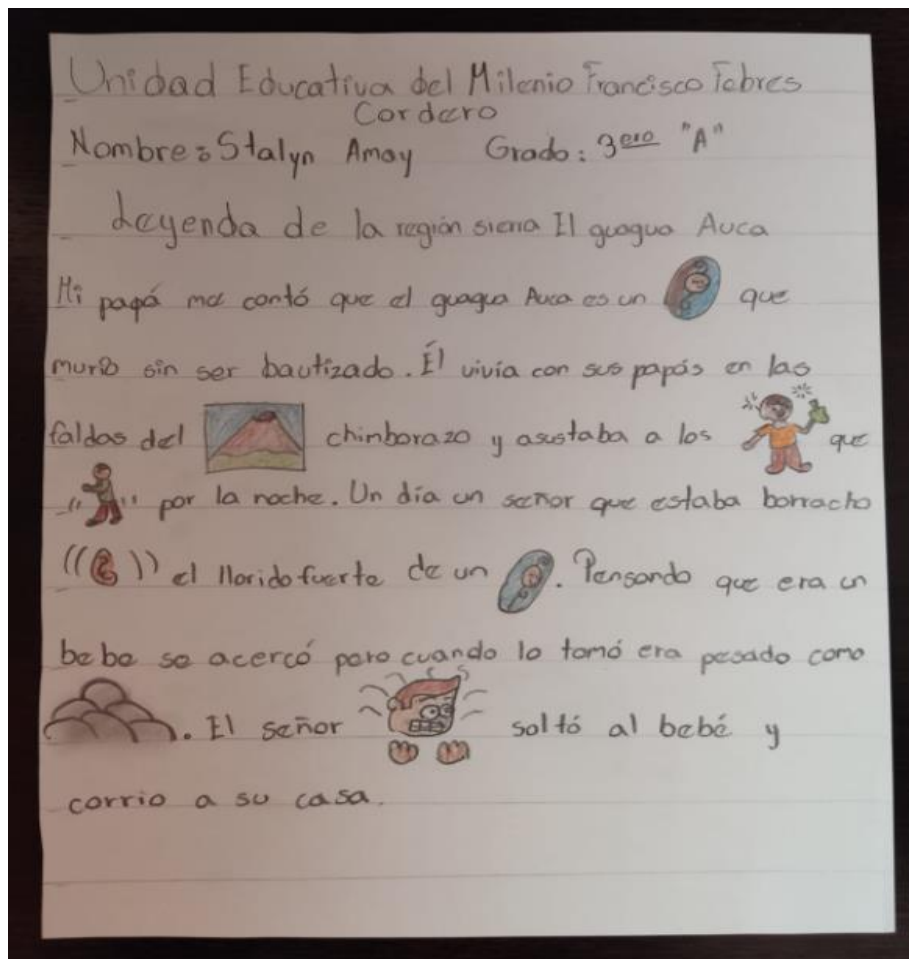 Unidad Educativa del Milenio Francisco Febres
Cordero
Nombre: Stalyn Amay Grado: 3ero "A"
Leyenda de la región sierra El guagua Auca
Mi papá me contó que el guagua Auca es un que
murio sin ser bautizado. Él vivía con sus papás en las
faldas del chimborazo y asustaba a los que
" " por la noche. Un día un señor que estaba borracho
(( )) el llorido fuerte de un . Pensando que era un
bebe se acercó pero cuando lo tomó era pesado como
. El señor soltó al bebé y
corrio a su casa.